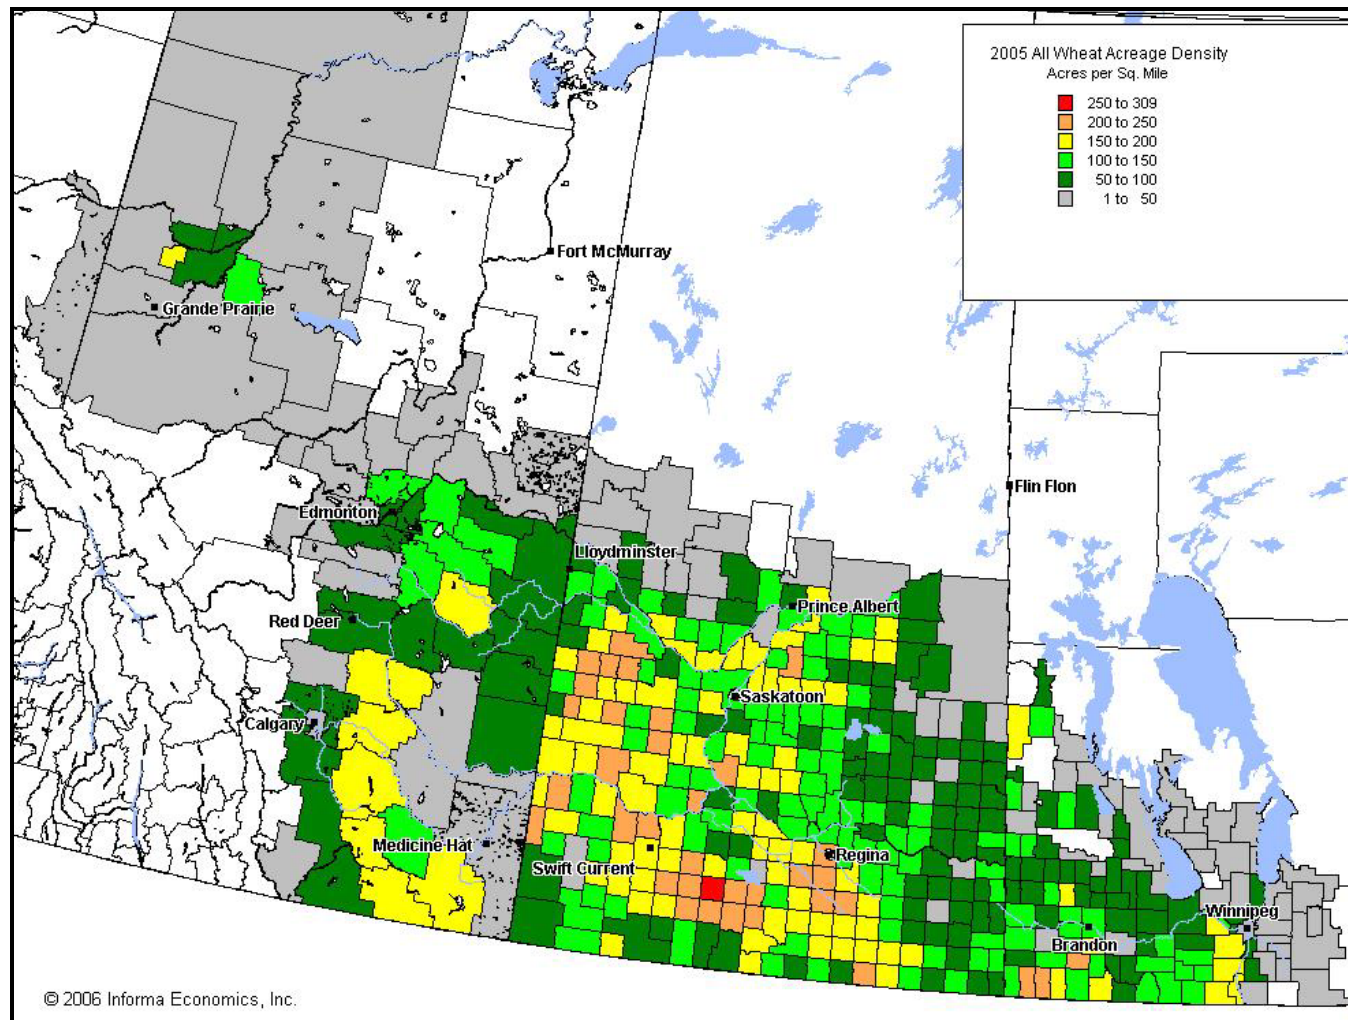 2005 All Wheat Acreage Density
Acres per Sq. Mile
250 to 309
200 to 250
150 to 200
100 to 150
50 to 100
1 to 50
Fort McMurray
Grande Prairie
Flin Flon
Edmonton
Lloydminster
Prince Albert
Red Deer
Saskatoon
Calgary
Medicine Hat
Regina
Swift Current
Winnipeg
Brandon
© 2006 Informa Economics, Inc.